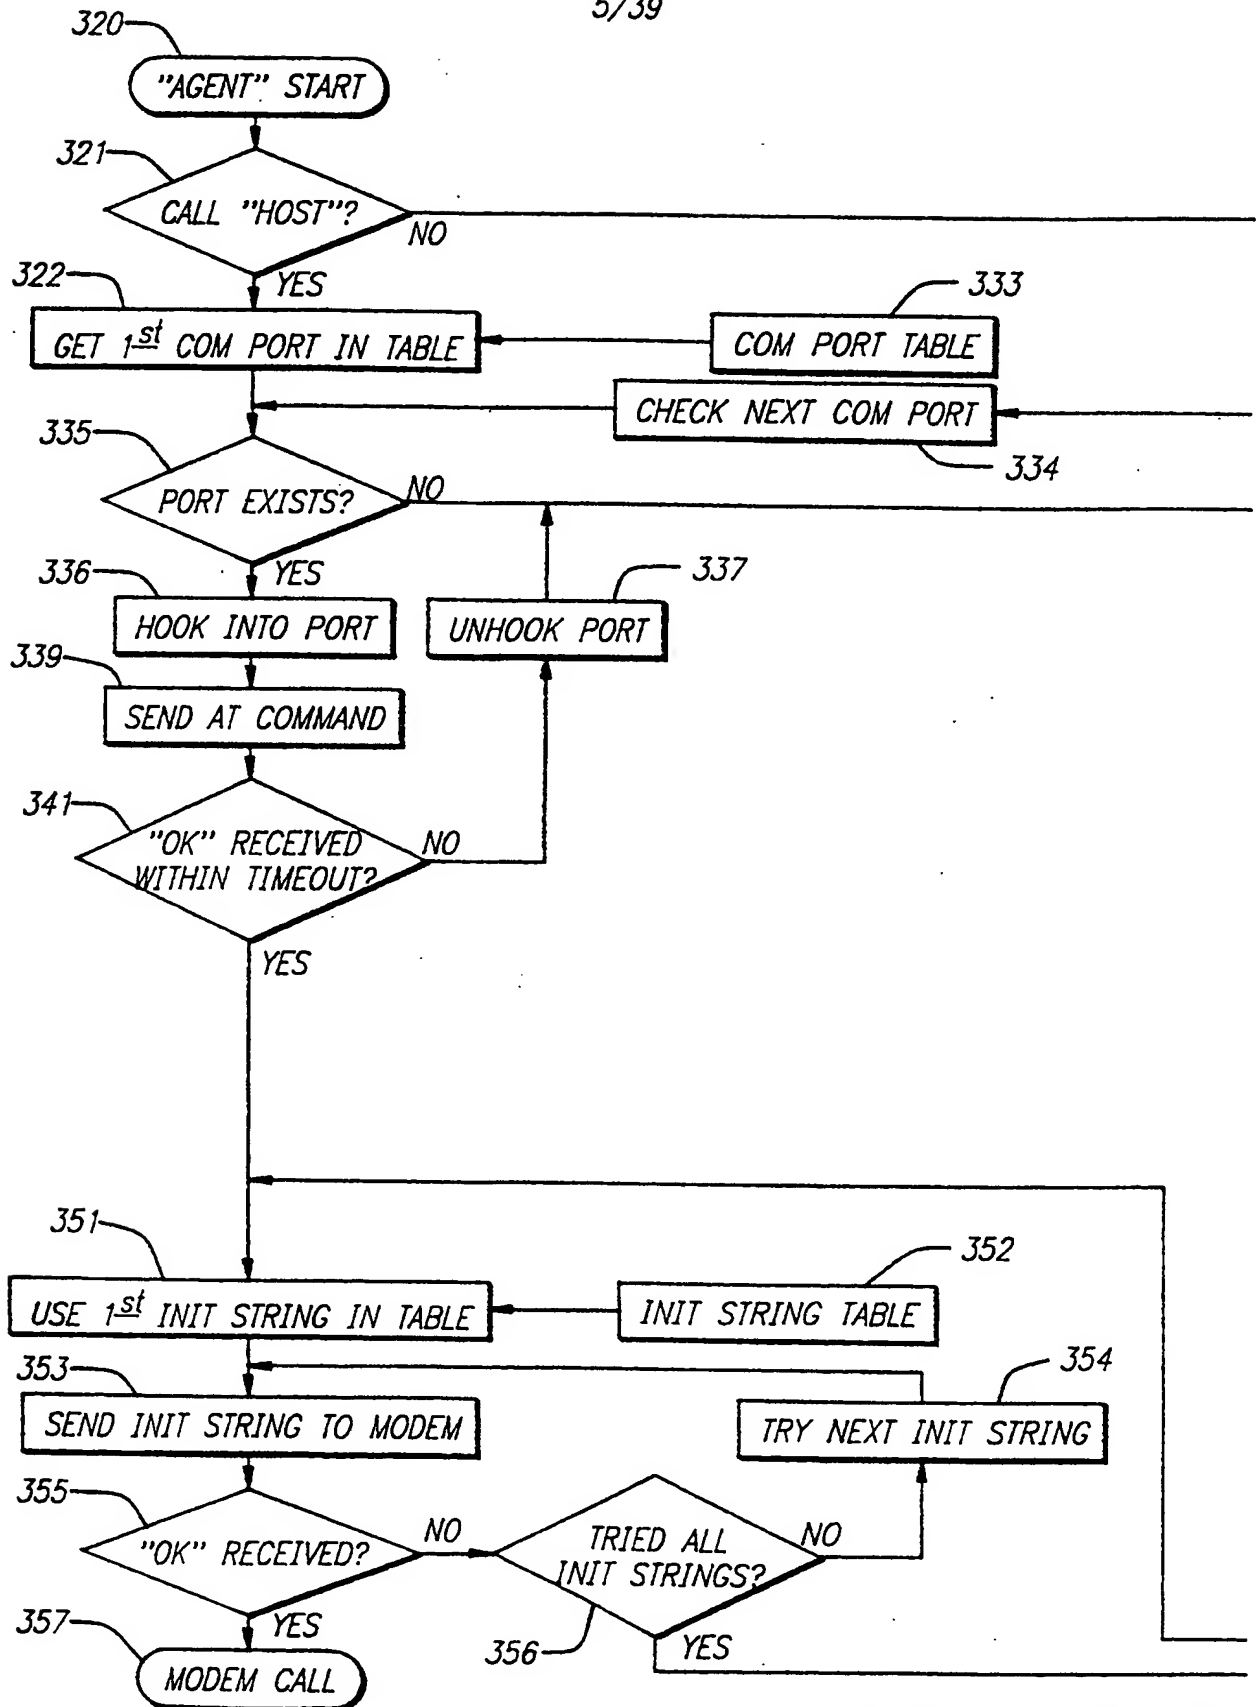 5/39
320
"AGENT" START
321
CALL "HOST"?
NO
YES
322
GET 1st COM PORT IN TABLE
333
COM PORT TABLE
CHECK NEXT COM PORT
334
335
PORT EXISTS?
NO
YES
336
HOOK INTO PORT
337
UNHOOK PORT
339
SEND AT COMMAND
341
"OK" RECEIVED
WITHIN TIMEOUT?
NO
YES
351
USE 1st INIT STRING IN TABLE
352
INIT STRING TABLE
353
SEND INIT STRING TO MODEM
354
TRY NEXT INIT STRING
355
"OK" RECEIVED?
NO
YES
TRIED ALL
INIT STRINGS?
NO
356
YES
357
MODEM CALL